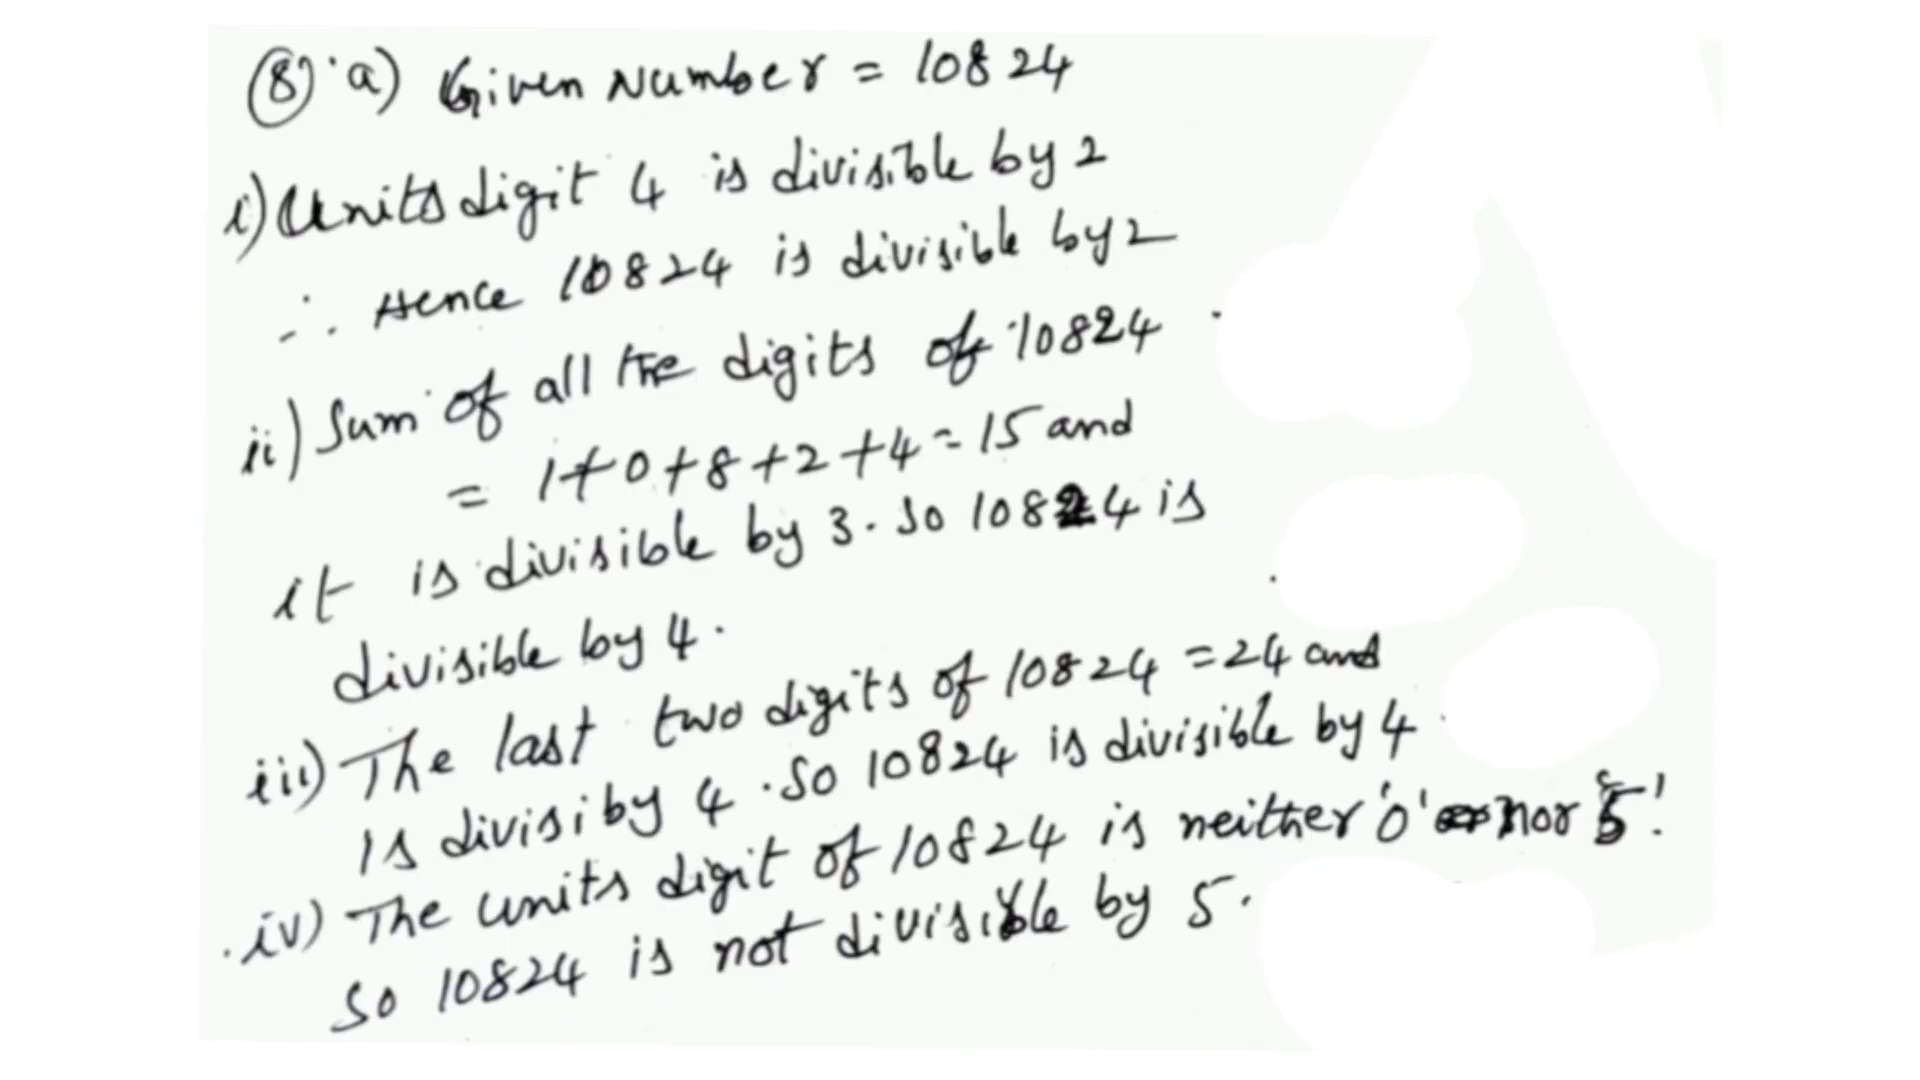 ⑧ a) Given Number = 10824
i) Units digit 4 is divisible by 2
∴ Hence 10824 is divisible by 2
ii) Sum of all the digits of 10824
= 1+0+8+2+4 = 15 and
it is divisible by 3. So 10824 is
divisible by 4.
iii) The last two digits of 10824 = 24 and
is divisi by 4. So 10824 is divisible by 4
iv) The units digit of 10824 is neither '0' nor '5'.
So 10824 is not divisible by 5.